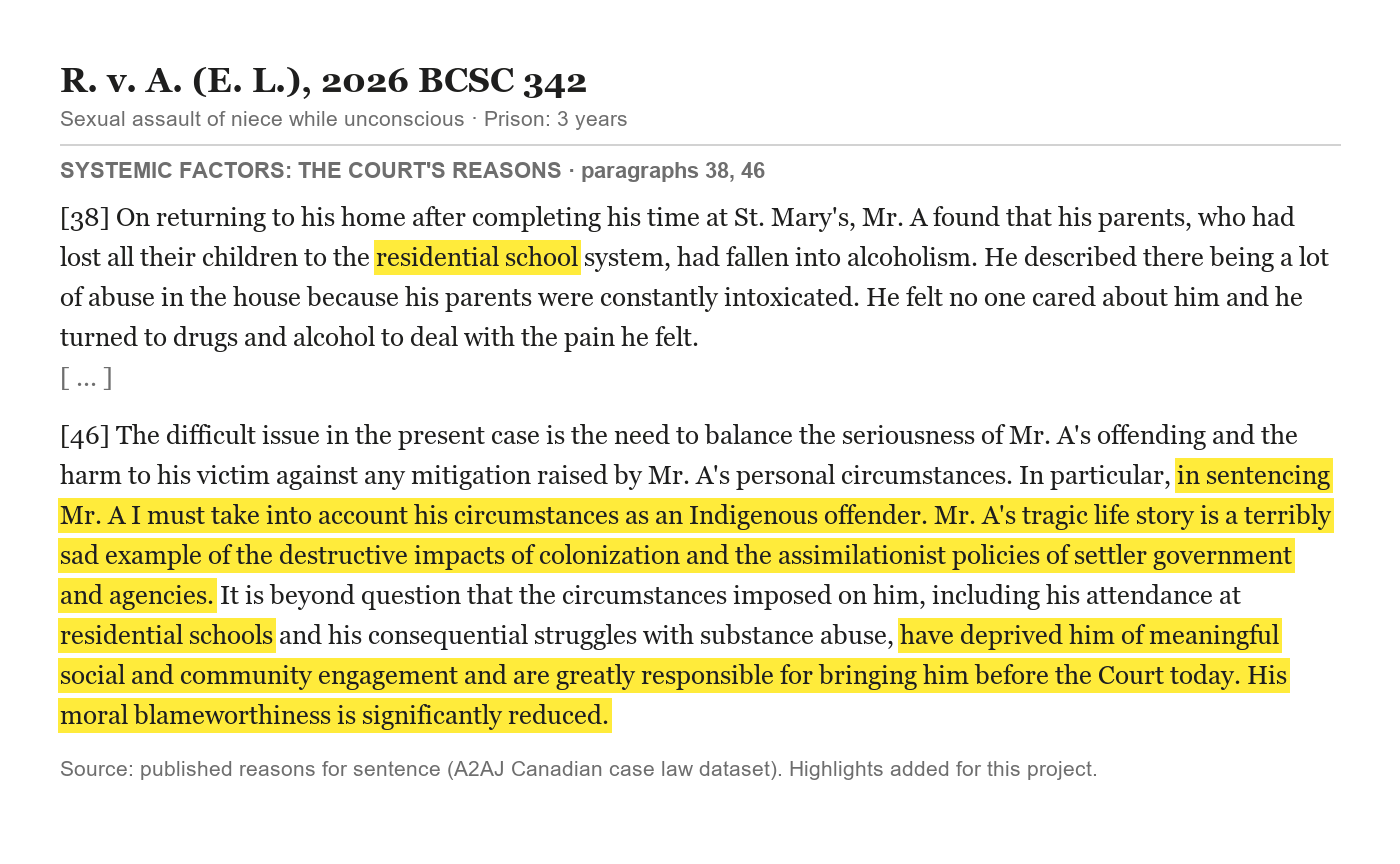 R. v. A. (E. L.), 2026 BCSC 342
Sexual assault of niece while unconscious · Prison: 3 years
SYSTEMIC FACTORS: THE COURT'S REASONS · paragraphs 38, 46
[38] On returning to his home after completing his time at St. Mary's, Mr. A found that his parents, who had
lost all their children to the residential school system, had fallen into alcoholism. He described there being a lot
of abuse in the house because his parents were constantly intoxicated. He felt no one cared about him and he
turned to drugs and alcohol to deal with the pain he felt.
[ ... ]
[46] The difficult issue in the present case is the need to balance the seriousness of Mr. A's offending and the
harm to his victim against any mitigation raised by Mr. A's personal circumstances. In particular, in sentencing
Mr. A I must take into account his circumstances as an Indigenous offender. Mr. A's tragic life story is a terribly
sad example of the destructive impacts of colonization and the assimilationist policies of settler government
and agencies. It is beyond question that the circumstances imposed on him, including his attendance at
residential schools and his consequential struggles with substance abuse, have deprived him of meaningful
social and community engagement and are greatly responsible for bringing him before the Court today. His
moral blameworthiness is significantly reduced.
Source: published reasons for sentence (A2AJ Canadian case law dataset). Highlights added for this project.